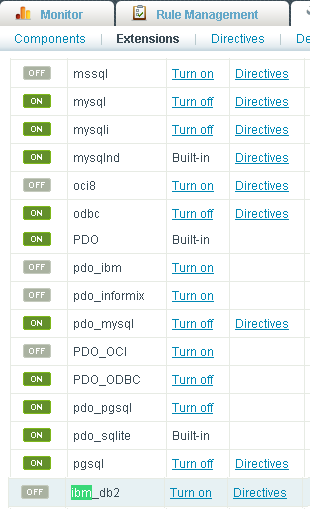 Monitor Rule Management
Components | Extensions | Directives | De
OFF mssql Turn on Directives
ON mysql Turn off Directives
ON mysqli Turn off Directives
ON mysqlnd Built-in Directives
OFF oci8 Turn on Directives
ON odbc Turn off Directives
ON PDO Built-in
OFF pdo_ibm Turn on
OFF pdo_informix Turn on
ON pdo_mysql Turn off Directives
OFF PDO_OCI Turn on
ON PDO_ODBC Turn off
ON pdo_pgsql Turn off
ON pdo_sqlite Built-in
ON pgsql Turn off Directives
OFF ibm_db2 Turn on Directives